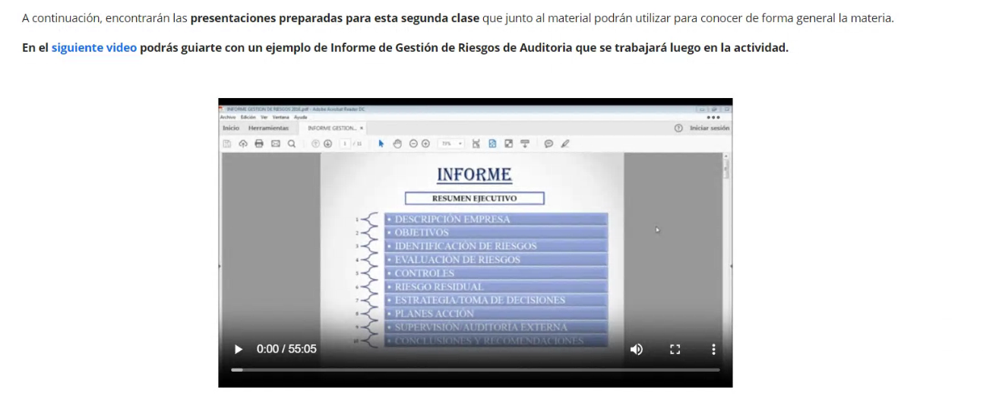 A continuación, encontrarán las presentaciones preparadas para esta segunda clase que junto al material podrán utilizar para conocer de forma general la materia.
En el siguiente video podrás guiarte con un ejemplo de Informe de Gestión de Riesgos de Auditoria que se trabajará luego en la actividad.
INFORME GESTION DE RIESGOS 2016.pdf - Adobe Acrobat Reader DC
Archivo Edición Ver Ventana Ayuda
Inicio Herramientas INFORME GESTION... × Iniciar sesión
1 / 11 75%
INFORME
RESUMEN EJECUTIVO
1 • DESCRIPCIÓN EMPRESA
2 • OBJETIVOS
3 • IDENTIFICACIÓN DE RIESGOS
4 • EVALUACIÓN DE RIESGOS
5 • CONTROLES
6 • RIESGO RESIDUAL
7 • ESTRATEGIA/TOMA DE DECISIONES
8 • PLANES ACCIÓN
9 • SUPERVISIÓN/AUDITORÍA EXTERNA
10 • CONCLUSIONES Y RECOMENDACIONES
0:00 / 55:05